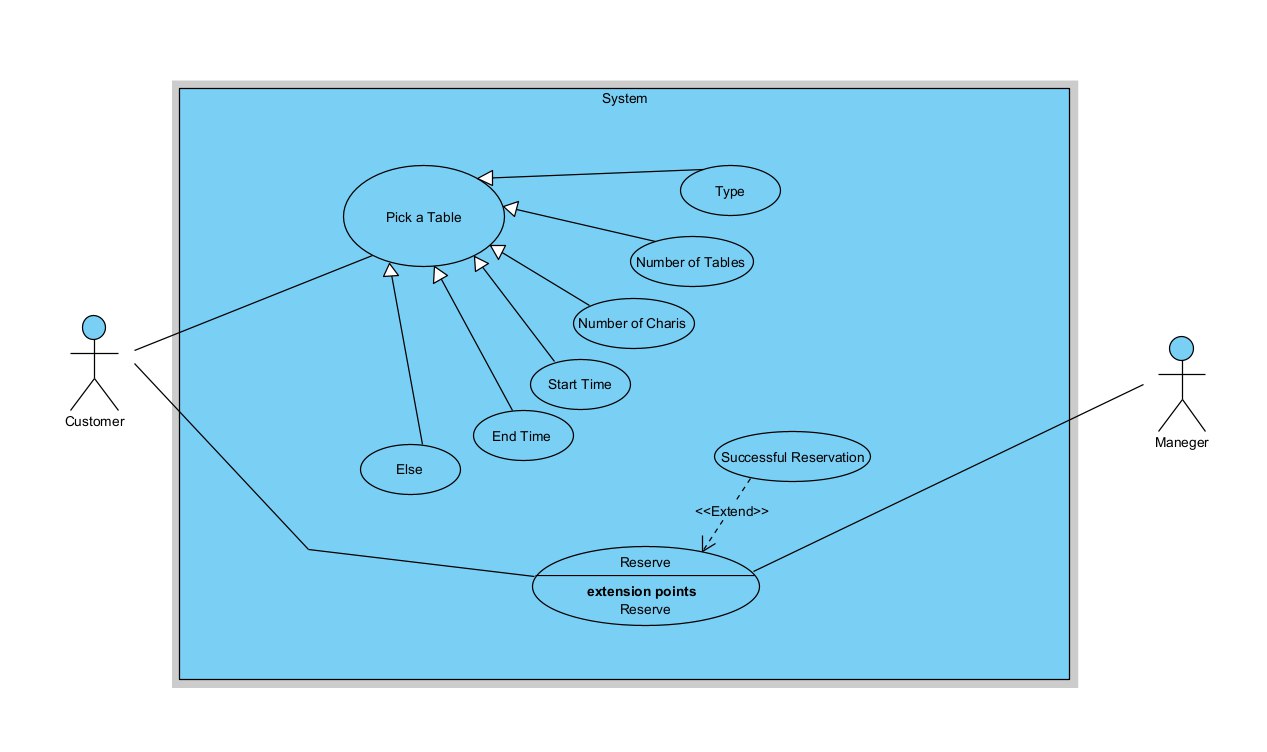 System
Type
Pick a Table
Number of Tables
Number of Charis
Start Time
Customer
End Time
Maneger
Successful Reservation
Else
<<Extend>>
Reserve
extension points
Reserve